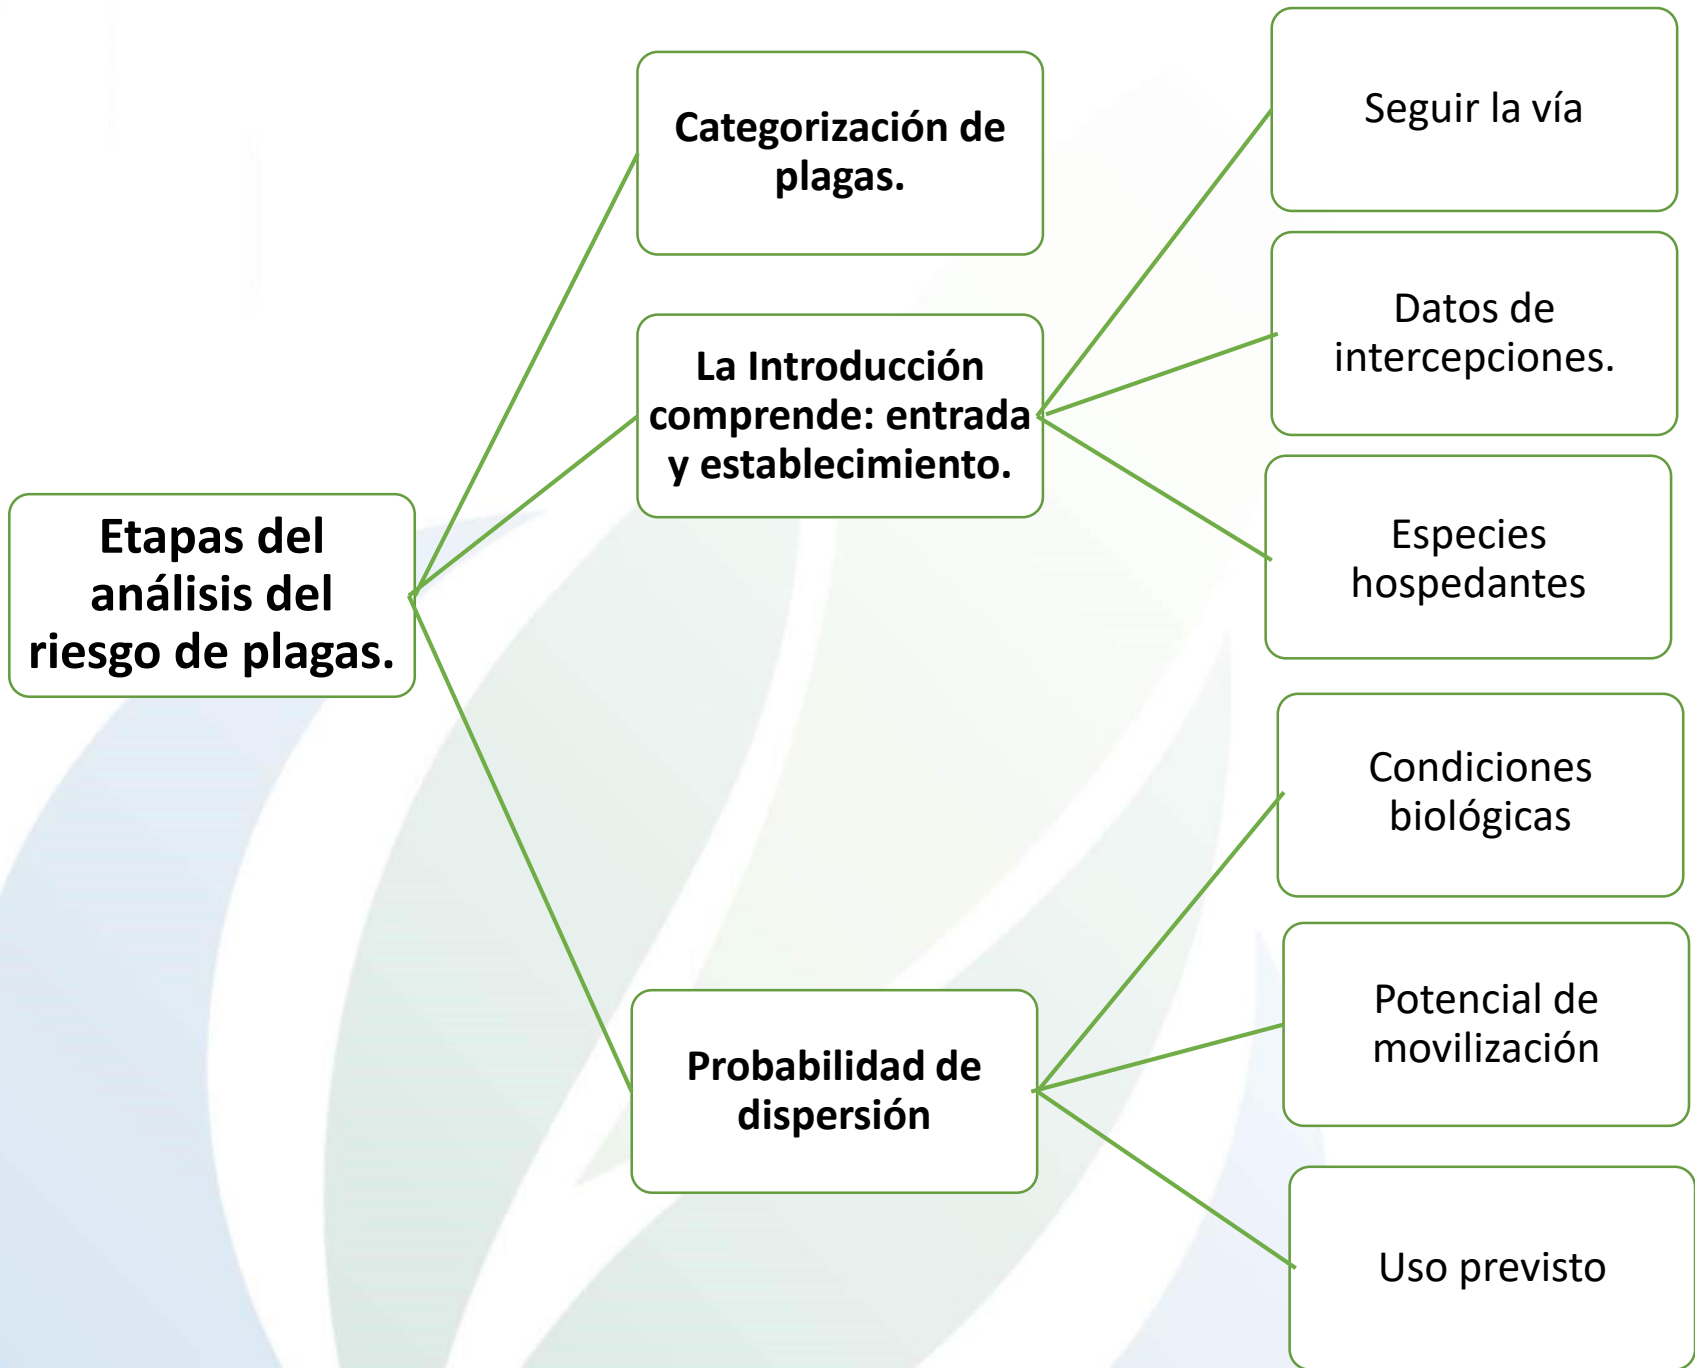 Etapas del
análisis del
riesgo de plagas.
Categorización de
plagas.
La Introducción
comprende: entrada
y establecimiento.
Seguir la vía
Datos de
intercepciones.
Especies
hospedantes
Probabilidad de
dispersión
Condiciones
biológicas
Potencial de
movilización
Uso previsto